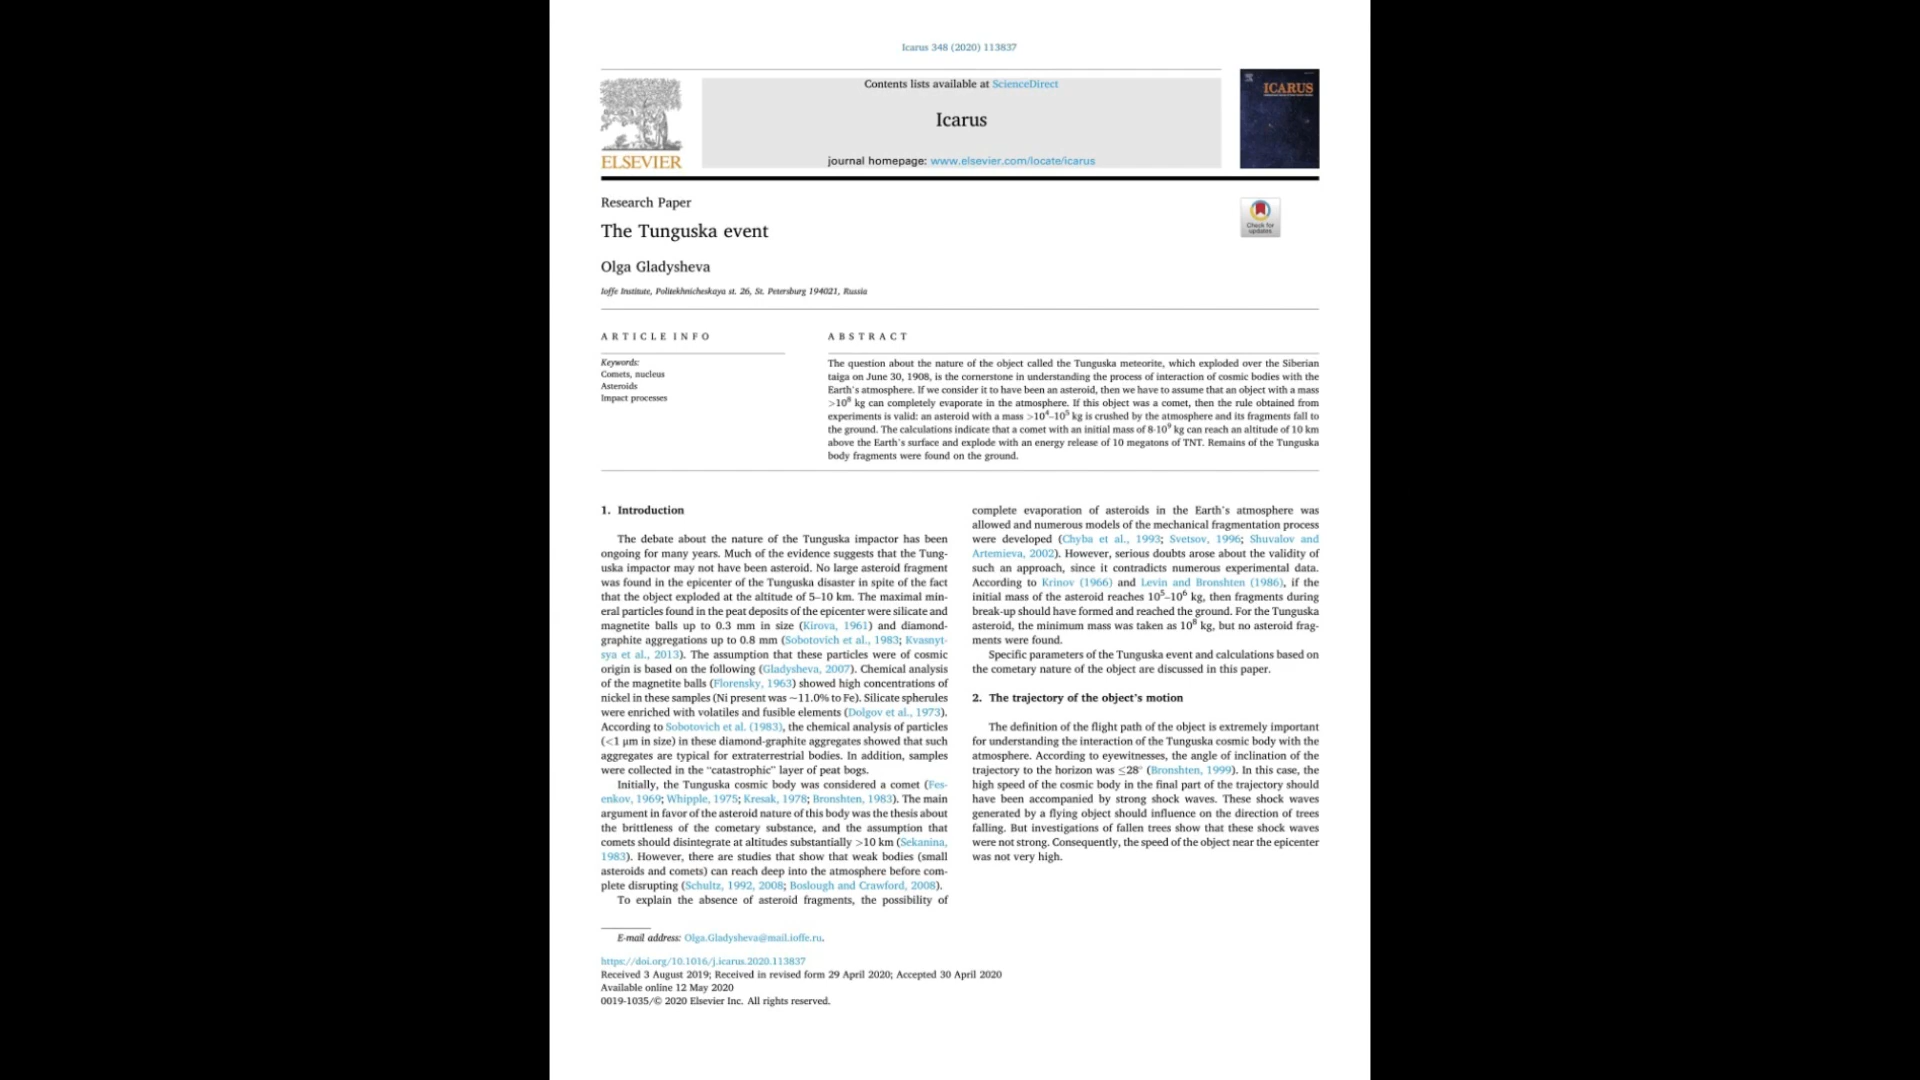 Icarus 348 (2020) 113837
Contents lists available at ScienceDirect
Icarus
journal homepage: www.elsevier.com/locate/icarus
ELSEVIER
ICARUS
Research Paper
The Tunguska event
Check for
updates
Olga Gladysheva
Ioffe Institute, Politekhnicheskaya st. 26, St. Petersburg 194021, Russia
ARTICLE INFO
Keywords:
Comets, nucleus
Asteroids
Impact processes
ABSTRACT
The question about the nature of the object called the Tunguska meteorite, which exploded over the Siberian
taiga on June 30, 1908, is the cornerstone in understanding the process of interaction of cosmic bodies with the
Earth's atmosphere. If we consider it to have been an asteroid, then we have to assume that an object with a mass
>10⁸ kg can completely evaporate in the atmosphere. If this object was a comet, then the rule obtained from
experiments is valid: an asteroid with a mass >10⁴–10⁵ kg is crushed by the atmosphere and its fragments fall to
the ground. The calculations indicate that a comet with an initial mass of 8·10⁹ kg can reach an altitude of 10 km
above the Earth's surface and explode with an energy release of 10 megatons of TNT. Remains of the Tunguska
body fragments were found on the ground.
1. Introduction
The debate about the nature of the Tunguska impactor has been
ongoing for many years. Much of the evidence suggests that the Tung-
uska impactor may not have been asteroid. No large asteroid fragment
was found in the epicenter of the Tunguska disaster in spite of the fact
that the object exploded at the altitude of 5–10 km. The maximal min-
eral particles found in the peat deposits of the epicenter were silicate and
magnetite balls up to 0.3 mm in size (Kirova, 1961) and diamond-
graphite aggregations up to 0.8 mm (Sobotovich et al., 1983; Kvasnyt-
sya et al., 2013). The assumption that these particles were of cosmic
origin is based on the following (Gladysheva, 2007). Chemical analysis
of the magnetite balls (Florensky, 1963) showed high concentrations of
nickel in these samples (Ni present was ~11.0% to Fe). Silicate spherules
were enriched with volatiles and fusible elements (Dolgov et al., 1973).
According to Sobotovich et al. (1983), the chemical analysis of particles
(<1 μm in size) in these diamond-graphite aggregates showed that such
aggregates are typical for extraterrestrial bodies. In addition, samples
were collected in the “catastrophic” layer of peat bogs.
Initially, the Tunguska cosmic body was considered a comet (Fes-
enkov, 1969; Whipple, 1975; Kresak, 1978; Bronshten, 1983). The main
argument in favor of the asteroid nature of this body was the thesis about
the brittleness of the cometary substance, and the assumption that
comets should disintegrate at altitudes substantially >10 km (Sekanina,
1983). However, there are studies that show that weak bodies (small
asteroids and comets) can reach deep into the atmosphere before com-
plete disrupting (Schultz, 1992, 2008; Boslough and Crawford, 2008).
To explain the absence of asteroid fragments, the possibility of
complete evaporation of asteroids in the Earth's atmosphere was
allowed and numerous models of the mechanical fragmentation process
were developed (Chyba et al., 1993; Svetsov, 1996; Shuvalov and
Artemieva, 2002). However, serious doubts arose about the validity of
such an approach, since it contradicts numerous experimental data.
According to Krinov (1966) and Levin and Bronshten (1986), if the
initial mass of the asteroid reaches 10⁵–10⁶ kg, then fragments during
break-up should have formed and reached the ground. For the Tunguska
asteroid, the minimum mass was taken as 10⁸ kg, but no asteroid frag-
ments were found.
Specific parameters of the Tunguska event and calculations based on
the cometary nature of the object are discussed in this paper.
2. The trajectory of the object's motion
The definition of the flight path of the object is extremely important
for understanding the interaction of the Tunguska cosmic body with the
atmosphere. According to eyewitnesses, the angle of inclination of the
trajectory to the horizon was ≤28° (Bronshten, 1999). In this case, the
high speed of the cosmic body in the final part of the trajectory should
have been accompanied by strong shock waves. These shock waves
generated by a flying object should influence on the direction of trees
falling. But investigations of fallen trees show that these shock waves
were not strong. Consequently, the speed of the object near the epicenter
was not very high.
E-mail address: Olga.Gladysheva@mail.ioffe.ru.
https://doi.org/10.1016/j.icarus.2020.113837
Received 3 August 2019; Received in revised form 29 April 2020; Accepted 30 April 2020
Available online 12 May 2020
0019-1035/© 2020 Elsevier Inc. All rights reserved.